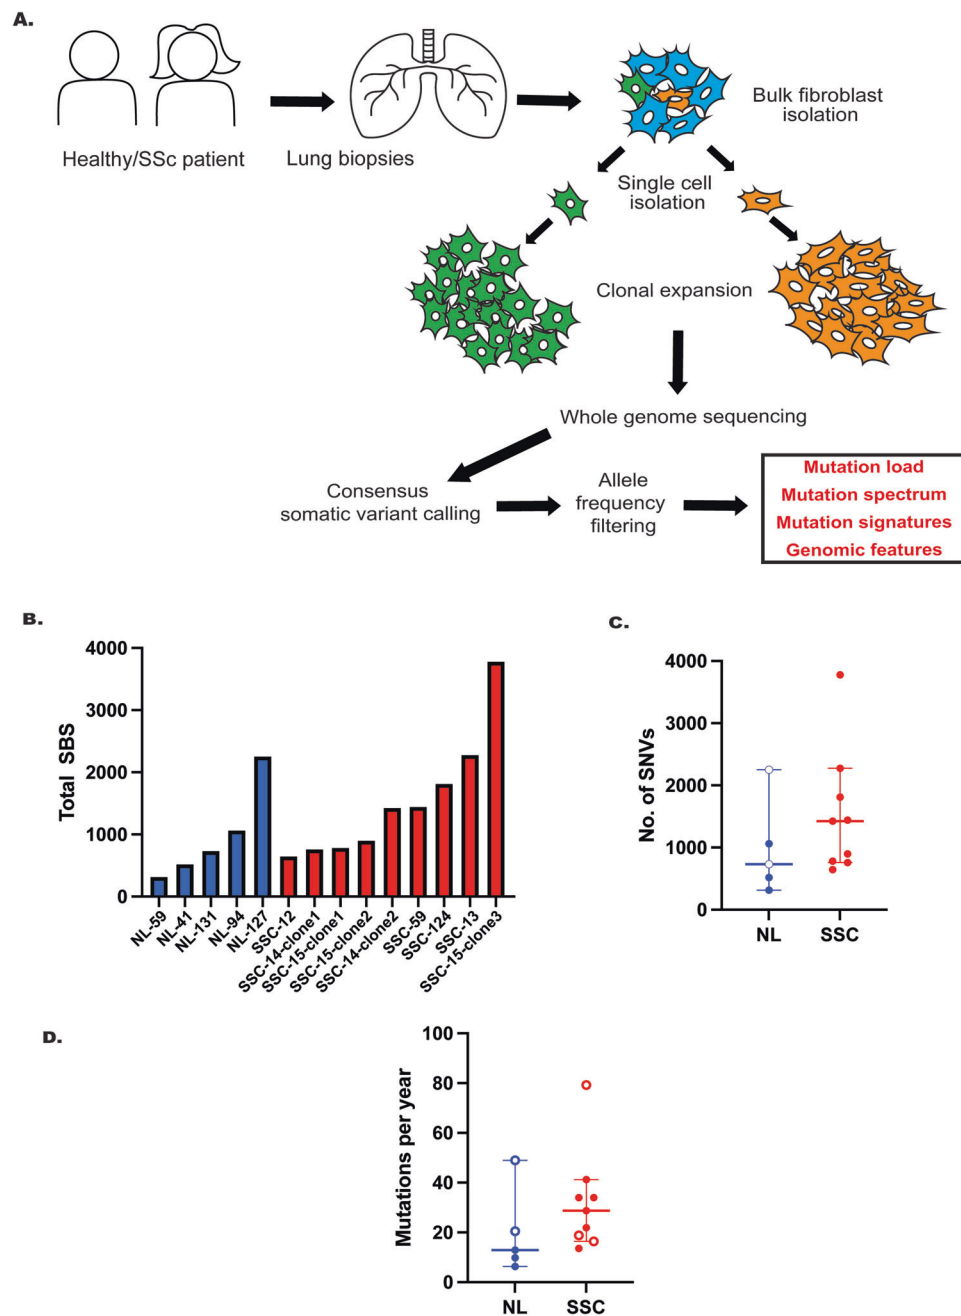 A.
Healthy/SSc patient
Lung biopsies
Bulk fibroblast
isolation
Single cell
isolation
Clonal expansion
Whole genome sequencing
Consensus
somatic variant calling
Allele
frequency
filtering
Mutation load
Mutation spectrum
Mutation signatures
Genomic features
B.
Total SBS
4000
3000
2000
1000
0
NL-59
NL-41
NL-131
NL-94
NL-127
SSC-12
SSC-14-clone1
SSC-15-clone1
SSC-15-clone2
SSC-14-clone2
SSC-59
SSC-124
SSC-13
SSC-15-clone3
C.
No. of SNVs
4000
3000
2000
1000
0
NL
SSC
D.
Mutations per year
100
80
60
40
20
0
NL
SSC